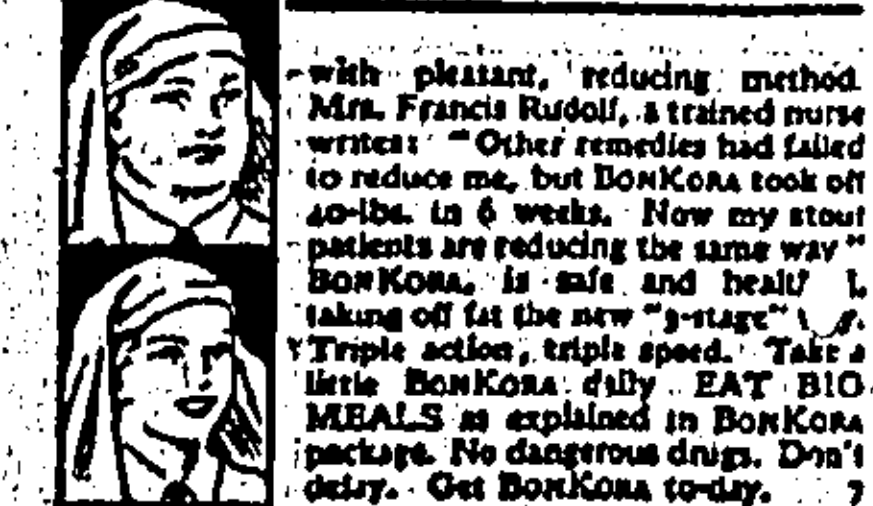 with pleasant, reducing method.
Mrs. Francis Rudolf, a trained nurse
writes: "Other remedies had failed
to reduce me, but BonKora took off
40-lbs. in 6 weeks. Now my stout
patients are reducing the same way"
BonKora, is safe and
taking off fat the new "3-stage"
Triple action, triple speed. Take a
little BonKora daily. EAT BIG
MEALS as explained in BonKora
package. No dangerous drugs. Don't
delay. Get BonKora to-day. 7